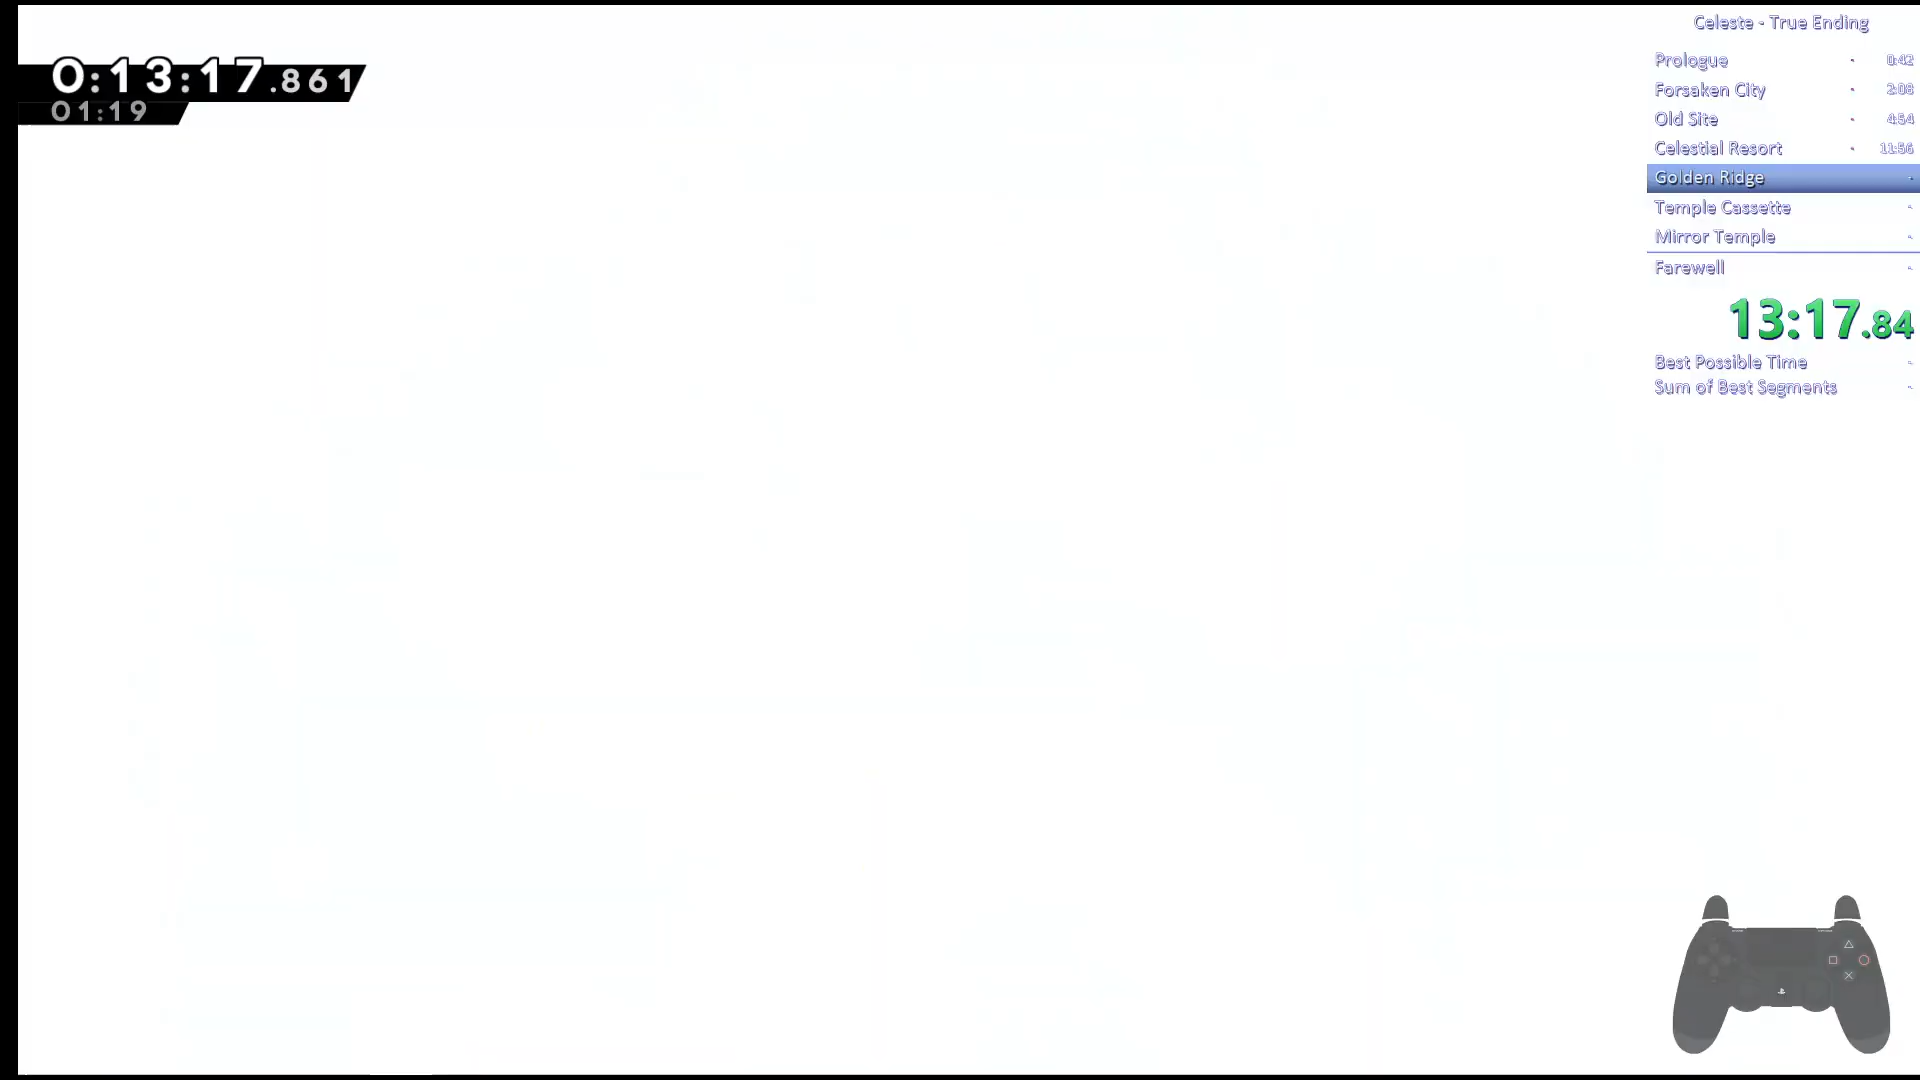 0:13:17.861
01:19
Celeste - True Ending
Prologue - 0:42
Forsaken City - 2:08
Old Site - 4:54
Celestial Resort - 11:56
Golden Ridge -
Temple Cassette -
Mirror Temple -
Farewell -
13:17.84
Best Possible Time -
Sum of Best Segments -